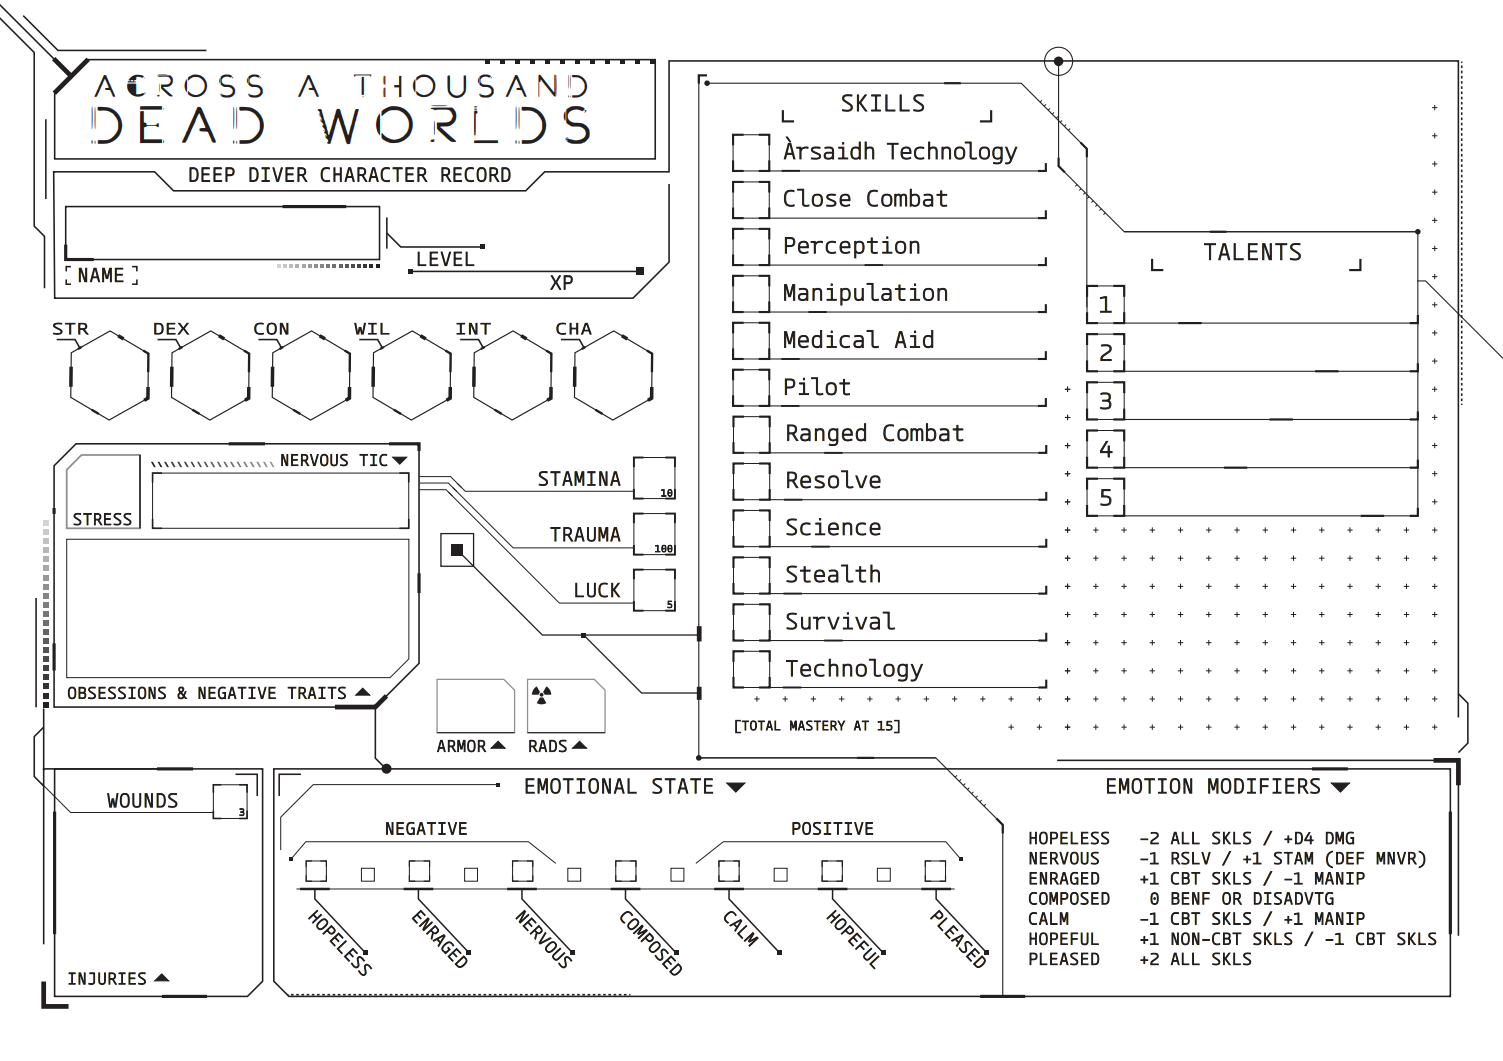 ACROSS A THOUSAND
DEAD WORLDS
DEEP DIVER CHARACTER RECORD
NAME
LEVEL
XP
STR DEX CON WIL INT CHA
NERVOUS TIC
STRESS
OBSESSIONS & NEGATIVE TRAITS
STAMINA
10
TRAUMA
100
LUCK
5
ARMOR
RADS
SKILLS
Àrsaidh Technology
Close Combat
Perception
Manipulation
Medical Aid
Pilot
Ranged Combat
Resolve
Science
Stealth
Survival
Technology
[TOTAL MASTERY AT 15]
TALENTS
1
2
3
4
5
WOUNDS
3
INJURIES
EMOTIONAL STATE
NEGATIVE
POSITIVE
HOPELESS
ENRAGED
NERVOUS
COMPOSED
CALM
HOPEFUL
PLEASED
EMOTION MODIFIERS
HOPELESS -2 ALL SKLS / +D4 DMG
NERVOUS -1 RSLV / +1 STAM (DEF MNVR)
ENRAGED +1 CBT SKLS / -1 MANIP
COMPOSED 0 BENF OR DISADVTG
CALM -1 CBT SKLS / +1 MANIP
HOPEFUL +1 NON-CBT SKLS / -1 CBT SKLS
PLEASED +2 ALL SKLS